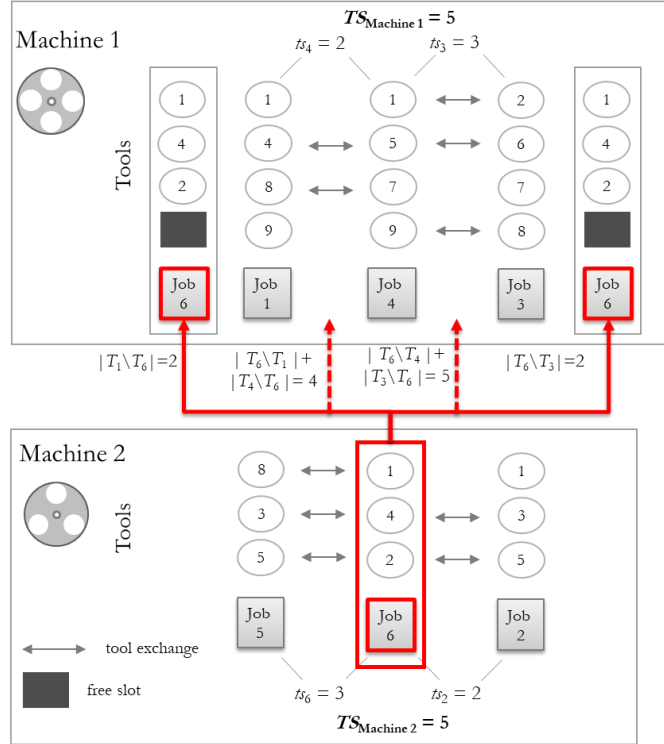 TS Machine 1 = 5
Machine 1
ts4 = 2 ts3 = 3
Tools
1 1 1 2 1
4 4 5 6 4
2 8 7 7 2
9 9 8
Job 6 Job 1 Job 4 Job 3 Job 6
| T1\T6 | =2
| T6\T1 | +
| T4\T6 | = 4
| T6\T4 | +
| T3\T6 | = 5
| T6\T3 | =2
Machine 2
Tools
8 1 1
3 4 3
5 2 5
Job 5 Job 6 Job 2
tool exchange
free slot
ts6 = 3 ts2 = 2
TS Machine 2 = 5